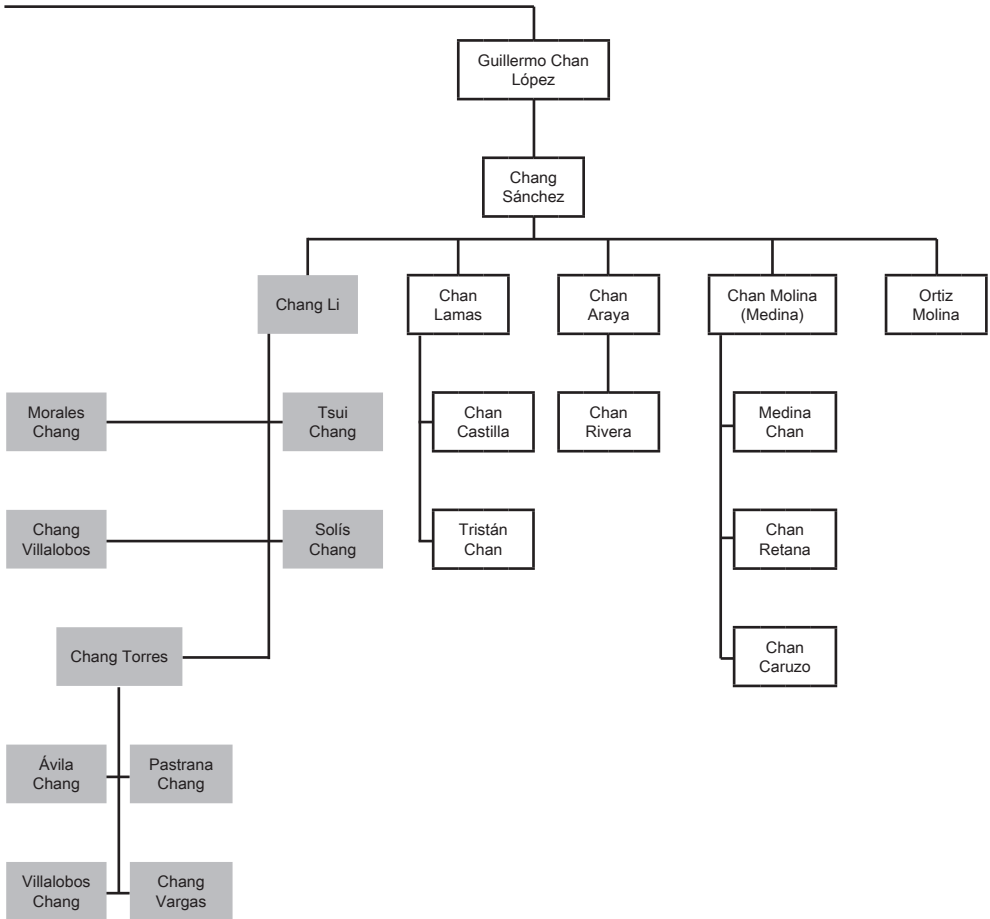 Guillermo Chan
López
Chang
Sánchez
Chang Li
Chan
Lamas
Chan
Araya
Chan Molina
(Medina)
Ortiz
Molina
Morales
Chang
Tsui
Chang
Chan
Castilla
Chan
Rivera
Medina
Chan
Chang
Villalobos
Solís
Chang
Tristán
Chan
Chan
Retana
Chang Torres
Chan
Caruzo
Ávila
Chang
Pastrana
Chang
Villalobos
Chang
Chang
Vargas